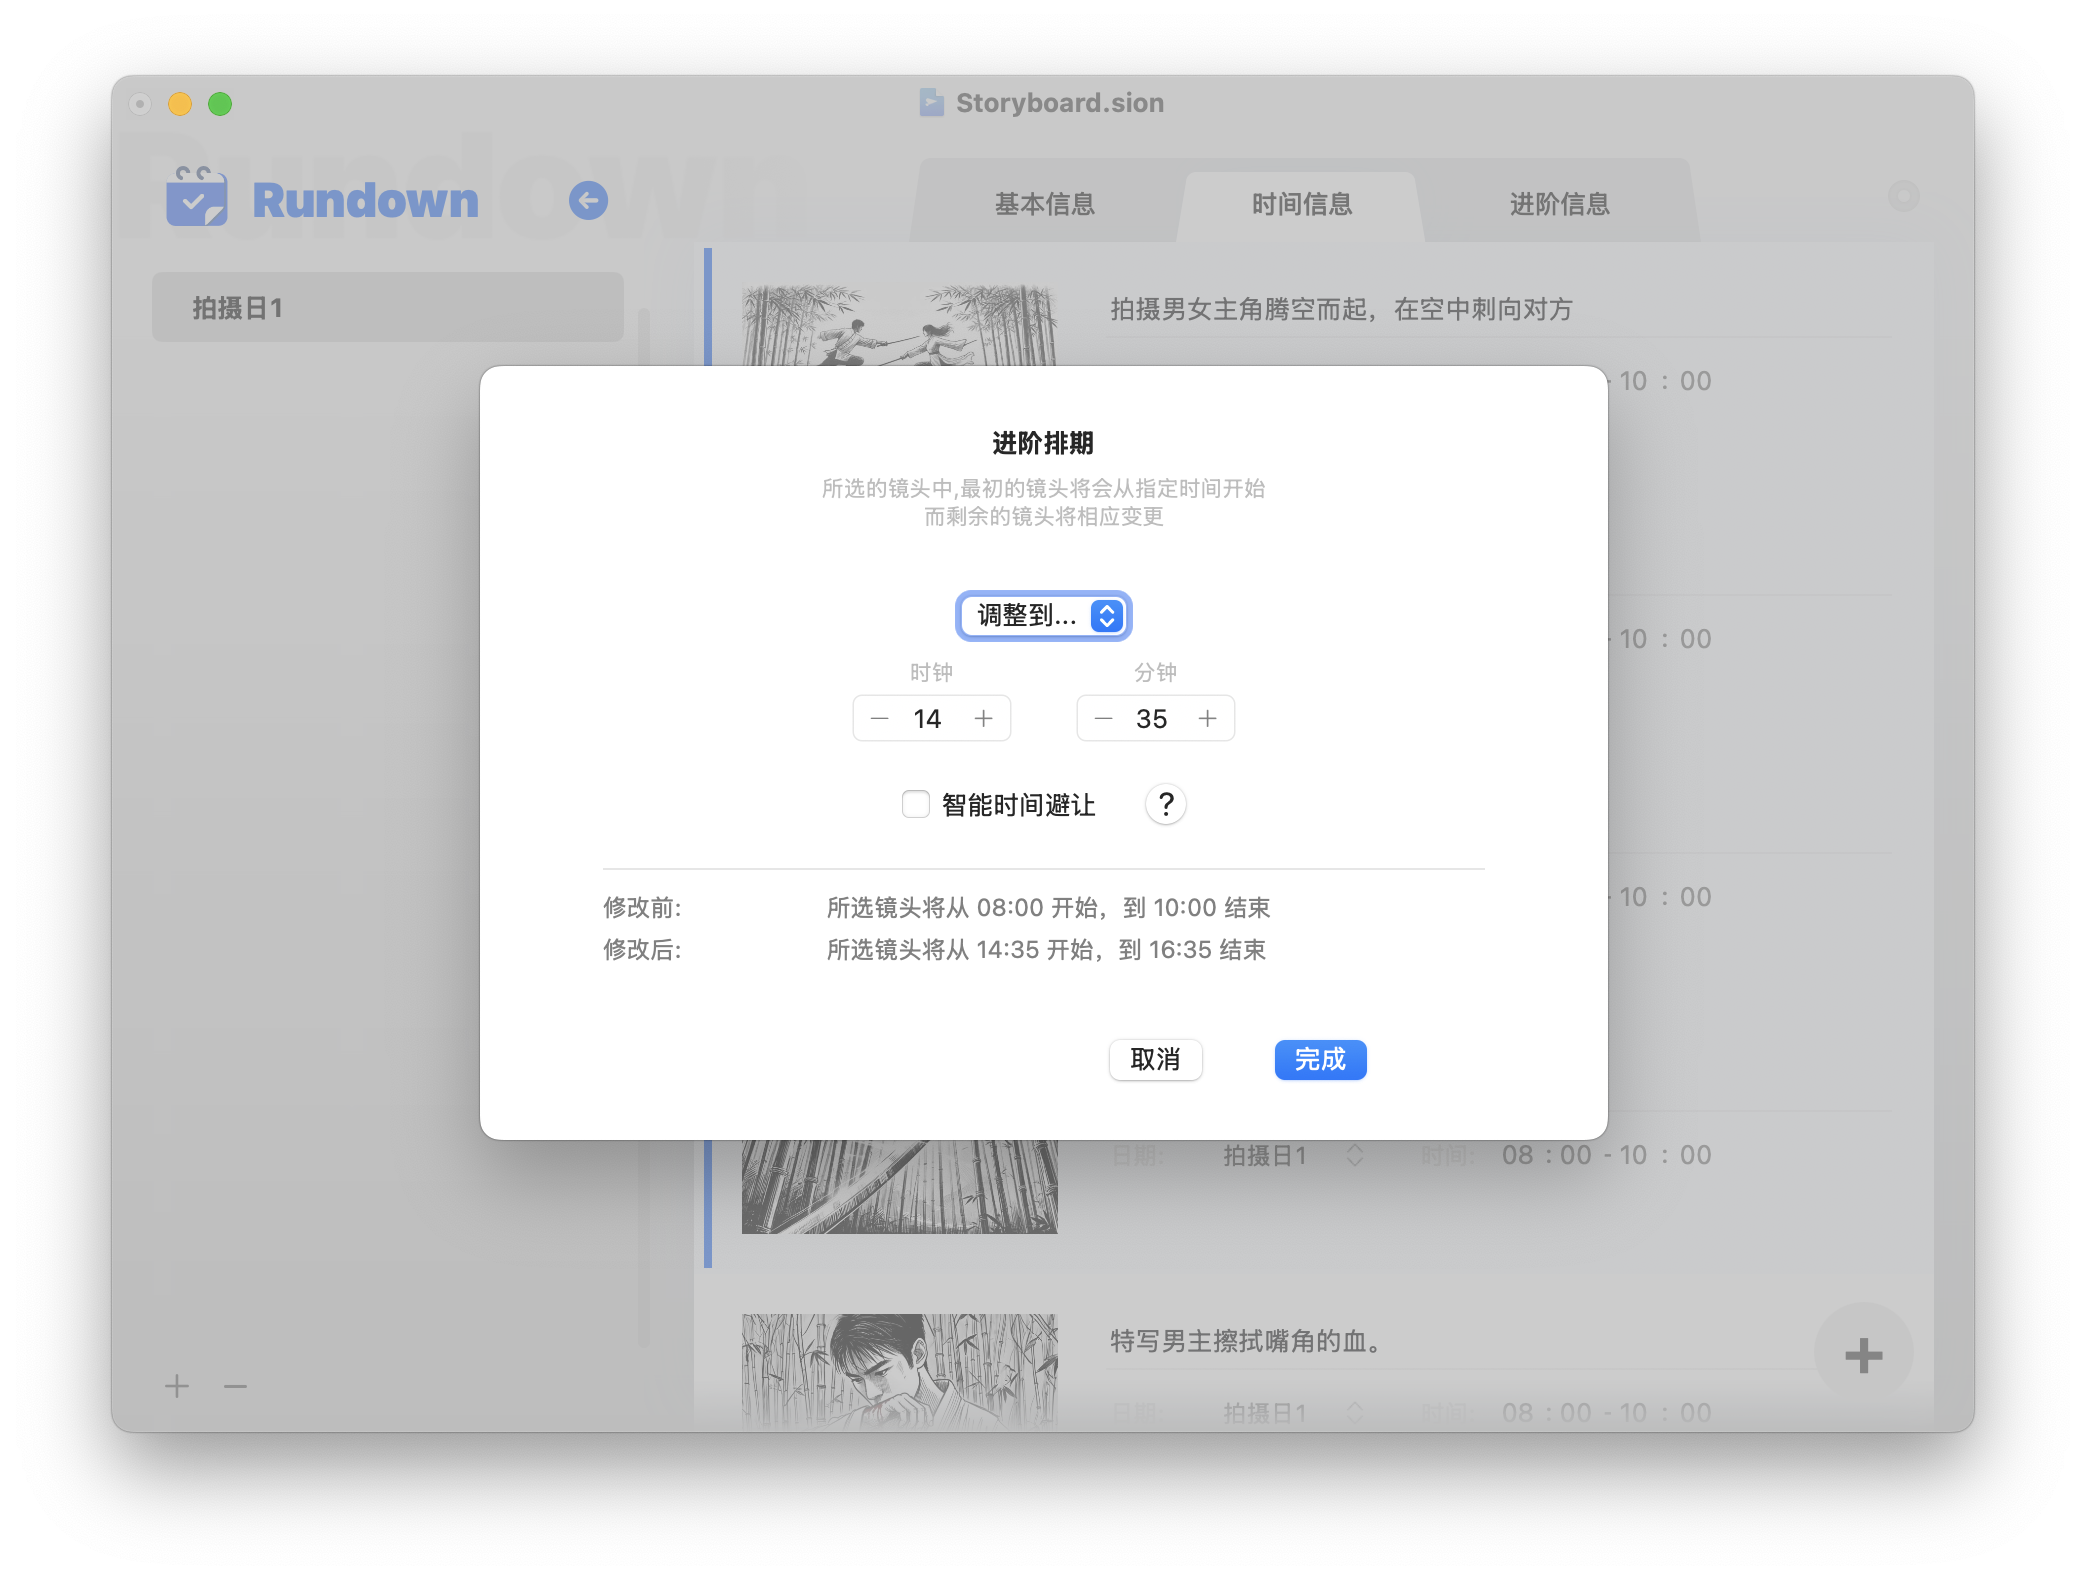 Storyboard.sion
Rundown
Rundown
基本信息
时间信息
进阶信息
拍摄日1
拍摄男女主角腾空而起，在空中刺向对方
- 10 : 00
进阶排期
所选的镜头中,最初的镜头将会从指定时间开始
而剩余的镜头将相应变更
调整到...
- 10 : 00
时钟
分钟
14
35
智能时间避让
?
- 10 : 00
修改前:
所选镜头将从 08:00 开始，到 10:00 结束
修改后:
所选镜头将从 14:35 开始，到 16:35 结束
取消
完成
日期: 拍摄日1 时间: 08 : 00 - 10 : 00
特写男主擦拭嘴角的血。
日期: 拍摄日1 时间: 08 : 00 - 10 : 00